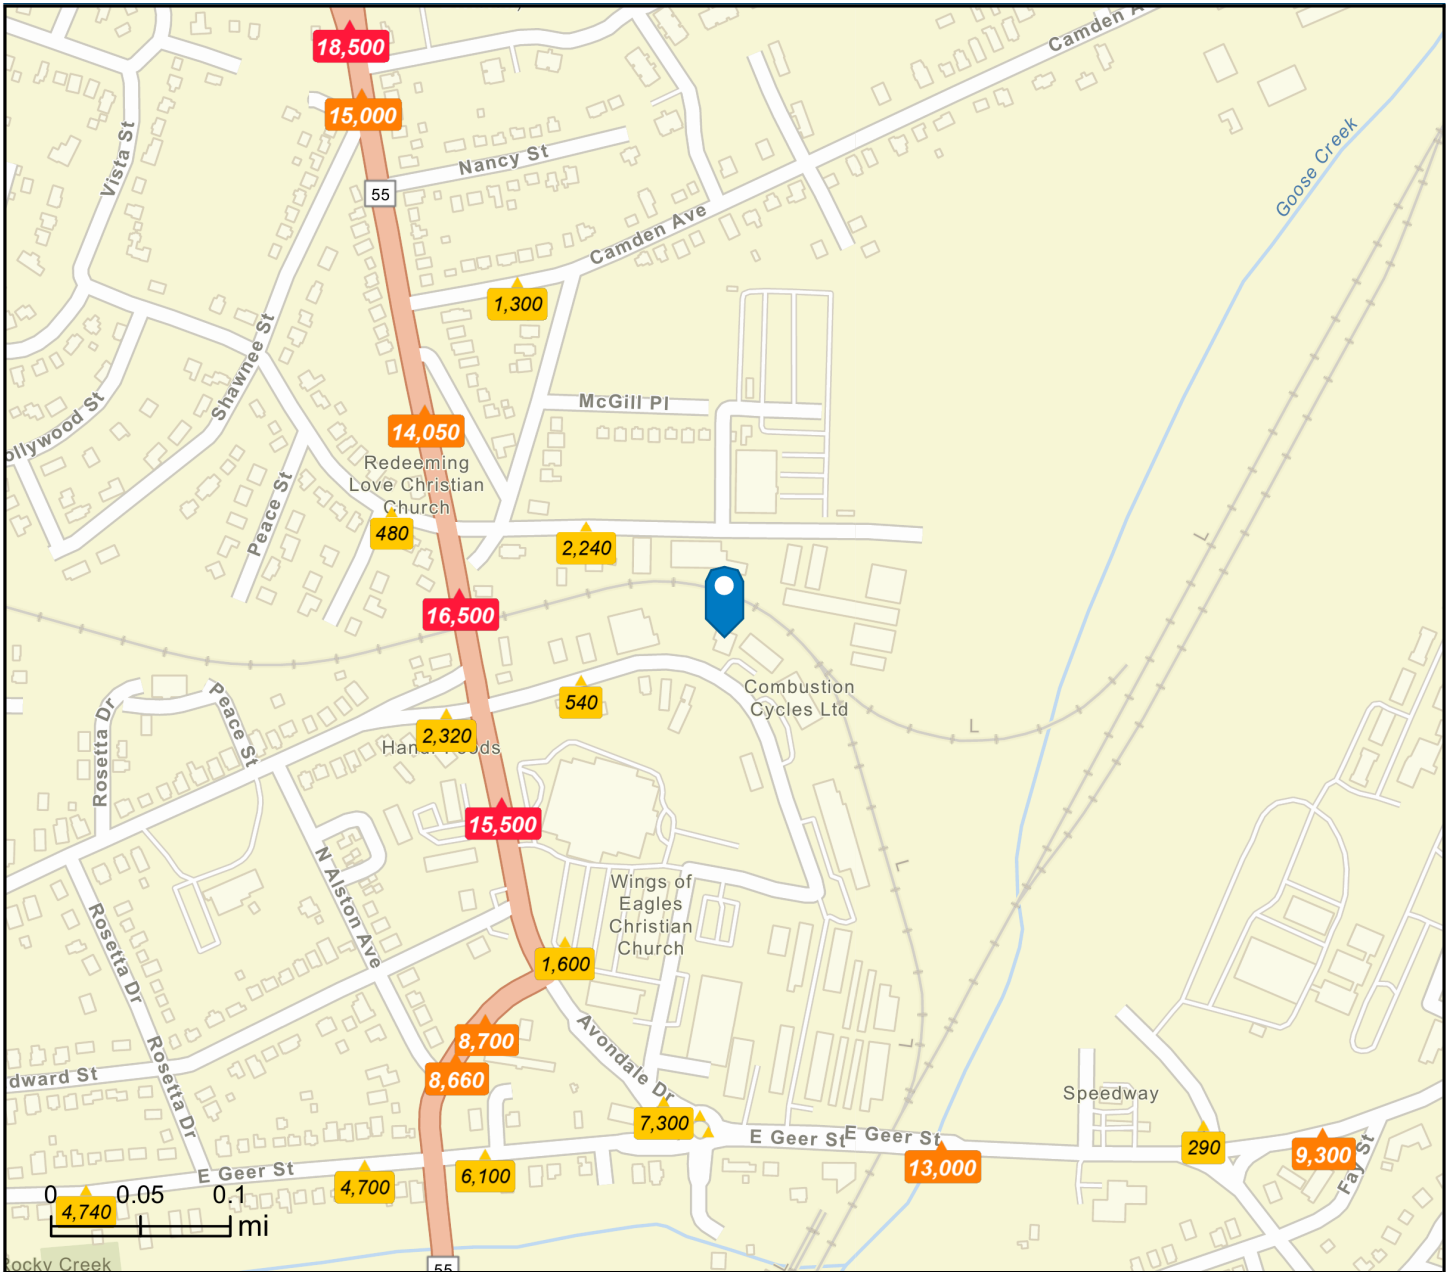 18,500
Camden A
15,000
Vista St
Nancy St
Goose Creek
55
Camden Ave
1,300
Shawnee St
ollywood St
McGill Pl
14,050
Redeeming
Love Christian
Church
Peace St
480
2,240
16,500
Combustion
Cycles Ltd
540
Peace St
Rosetta Dr
2,320
Han
ods
15,500
Wings of
Eagles
Christian
Church
N Alston Ave
Rosetta Dr
1,600
8,700
Avondale Dr
8,660
Rosetta Dr
dward St
Speedway
7,300
E Geer St
E Geer St
290
9,300
Fay St
13,000
E Geer St
6,100
4,700
0 0.05 0.1
4,740
mi
Rocky Creek
55
L
L
L
L